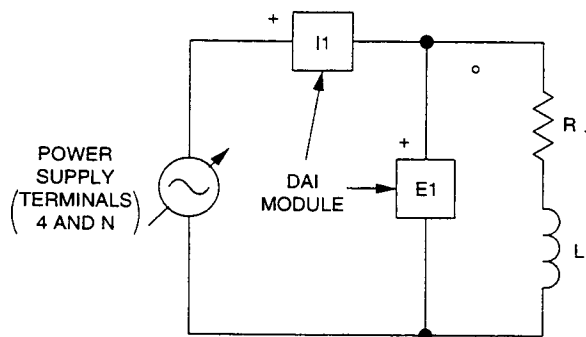 +
I1
+
E1
R
L
DAI
MODULE
POWER
SUPPLY
(TERMINALS
4 AND N)